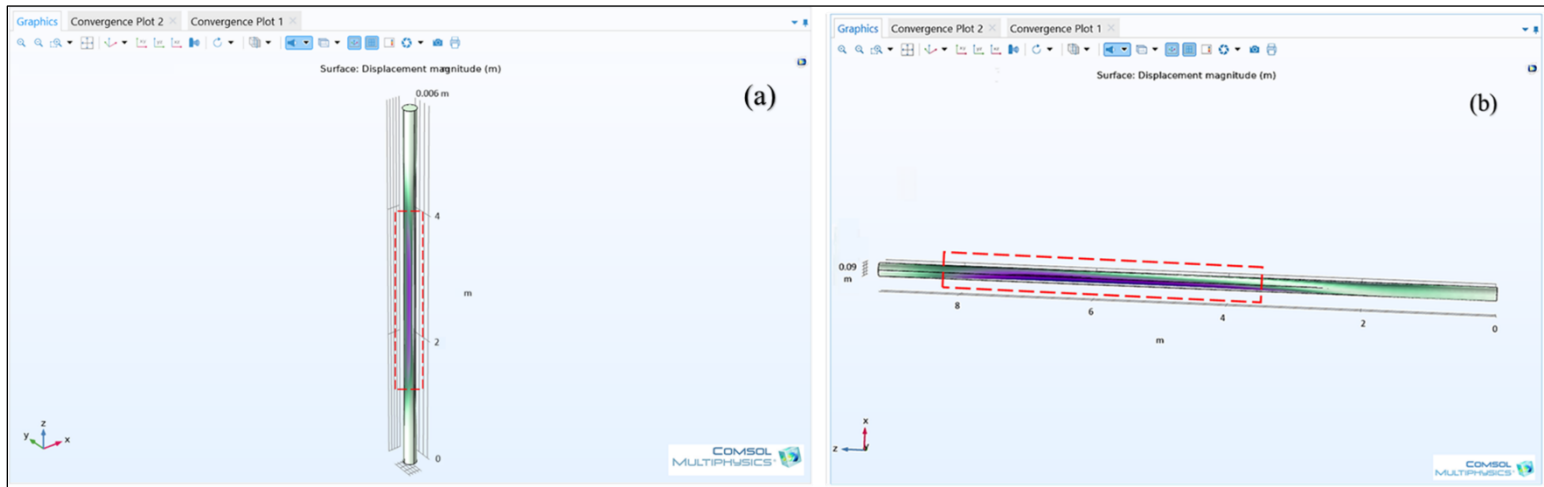 Graphics Convergence Plot 2 Convergence Plot 1
Surface: Displacement magnitude (m)
(a)
0.006 m
4
m
2
0
z
y
x
COMSOL
MULTIPHYSICS
Graphics Convergence Plot 2 Convergence Plot 1
Surface: Displacement magnitude (m)
(b)
0.09
m
8
6
4
2
0
m
x
z
y
COMSOL
MULTIPHYSICS